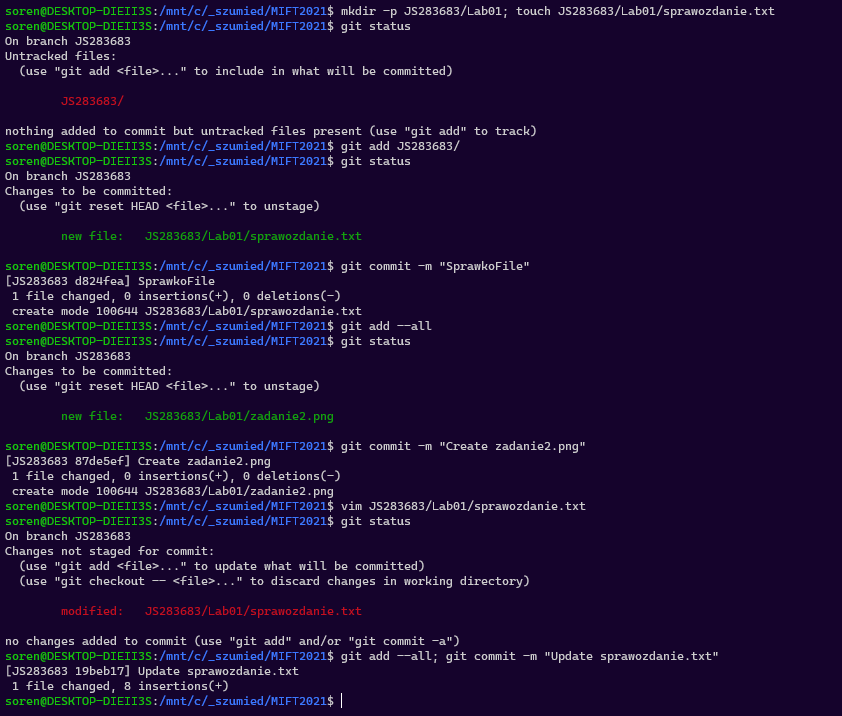 soren@DESKTOP-DIEII3S:/mnt/c/_szumied/MIFT2021$ mkdir -p JS283683/Lab01; touch JS283683/Lab01/sprawozdanie.txt
soren@DESKTOP-DIEII3S:/mnt/c/_szumied/MIFT2021$ git status
On branch JS283683
Untracked files:
  (use "git add <file>..." to include in what will be committed)

        JS283683/

nothing added to commit but untracked files present (use "git add" to track)
soren@DESKTOP-DIEII3S:/mnt/c/_szumied/MIFT2021$ git add JS283683/
soren@DESKTOP-DIEII3S:/mnt/c/_szumied/MIFT2021$ git status
On branch JS283683
Changes to be committed:
  (use "git reset HEAD <file>..." to unstage)

        new file:   JS283683/Lab01/sprawozdanie.txt

soren@DESKTOP-DIEII3S:/mnt/c/_szumied/MIFT2021$ git commit -m "SprawkoFile"
[JS283683 d824fea] SprawkoFile
 1 file changed, 0 insertions(+), 0 deletions(-)
 create mode 100644 JS283683/Lab01/sprawozdanie.txt
soren@DESKTOP-DIEII3S:/mnt/c/_szumied/MIFT2021$ git add --all
soren@DESKTOP-DIEII3S:/mnt/c/_szumied/MIFT2021$ git status
On branch JS283683
Changes to be committed:
  (use "git reset HEAD <file>..." to unstage)

        new file:   JS283683/Lab01/zadanie2.png

soren@DESKTOP-DIEII3S:/mnt/c/_szumied/MIFT2021$ git commit -m "Create zadanie2.png"
[JS283683 87de5ef] Create zadanie2.png
 1 file changed, 0 insertions(+), 0 deletions(-)
 create mode 100644 JS283683/Lab01/zadanie2.png
soren@DESKTOP-DIEII3S:/mnt/c/_szumied/MIFT2021$ vim JS283683/Lab01/sprawozdanie.txt
soren@DESKTOP-DIEII3S:/mnt/c/_szumied/MIFT2021$ git status
On branch JS283683
Changes not staged for commit:
  (use "git add <file>..." to update what will be committed)
  (use "git checkout -- <file>..." to discard changes in working directory)

        modified:   JS283683/Lab01/sprawozdanie.txt

no changes added to commit (use "git add" and/or "git commit -a")
soren@DESKTOP-DIEII3S:/mnt/c/_szumied/MIFT2021$ git add --all; git commit -m "Update sprawozdanie.txt"
[JS283683 19beb17] Update sprawozdanie.txt
 1 file changed, 8 insertions(+)
soren@DESKTOP-DIEII3S:/mnt/c/_szumied/MIFT2021$